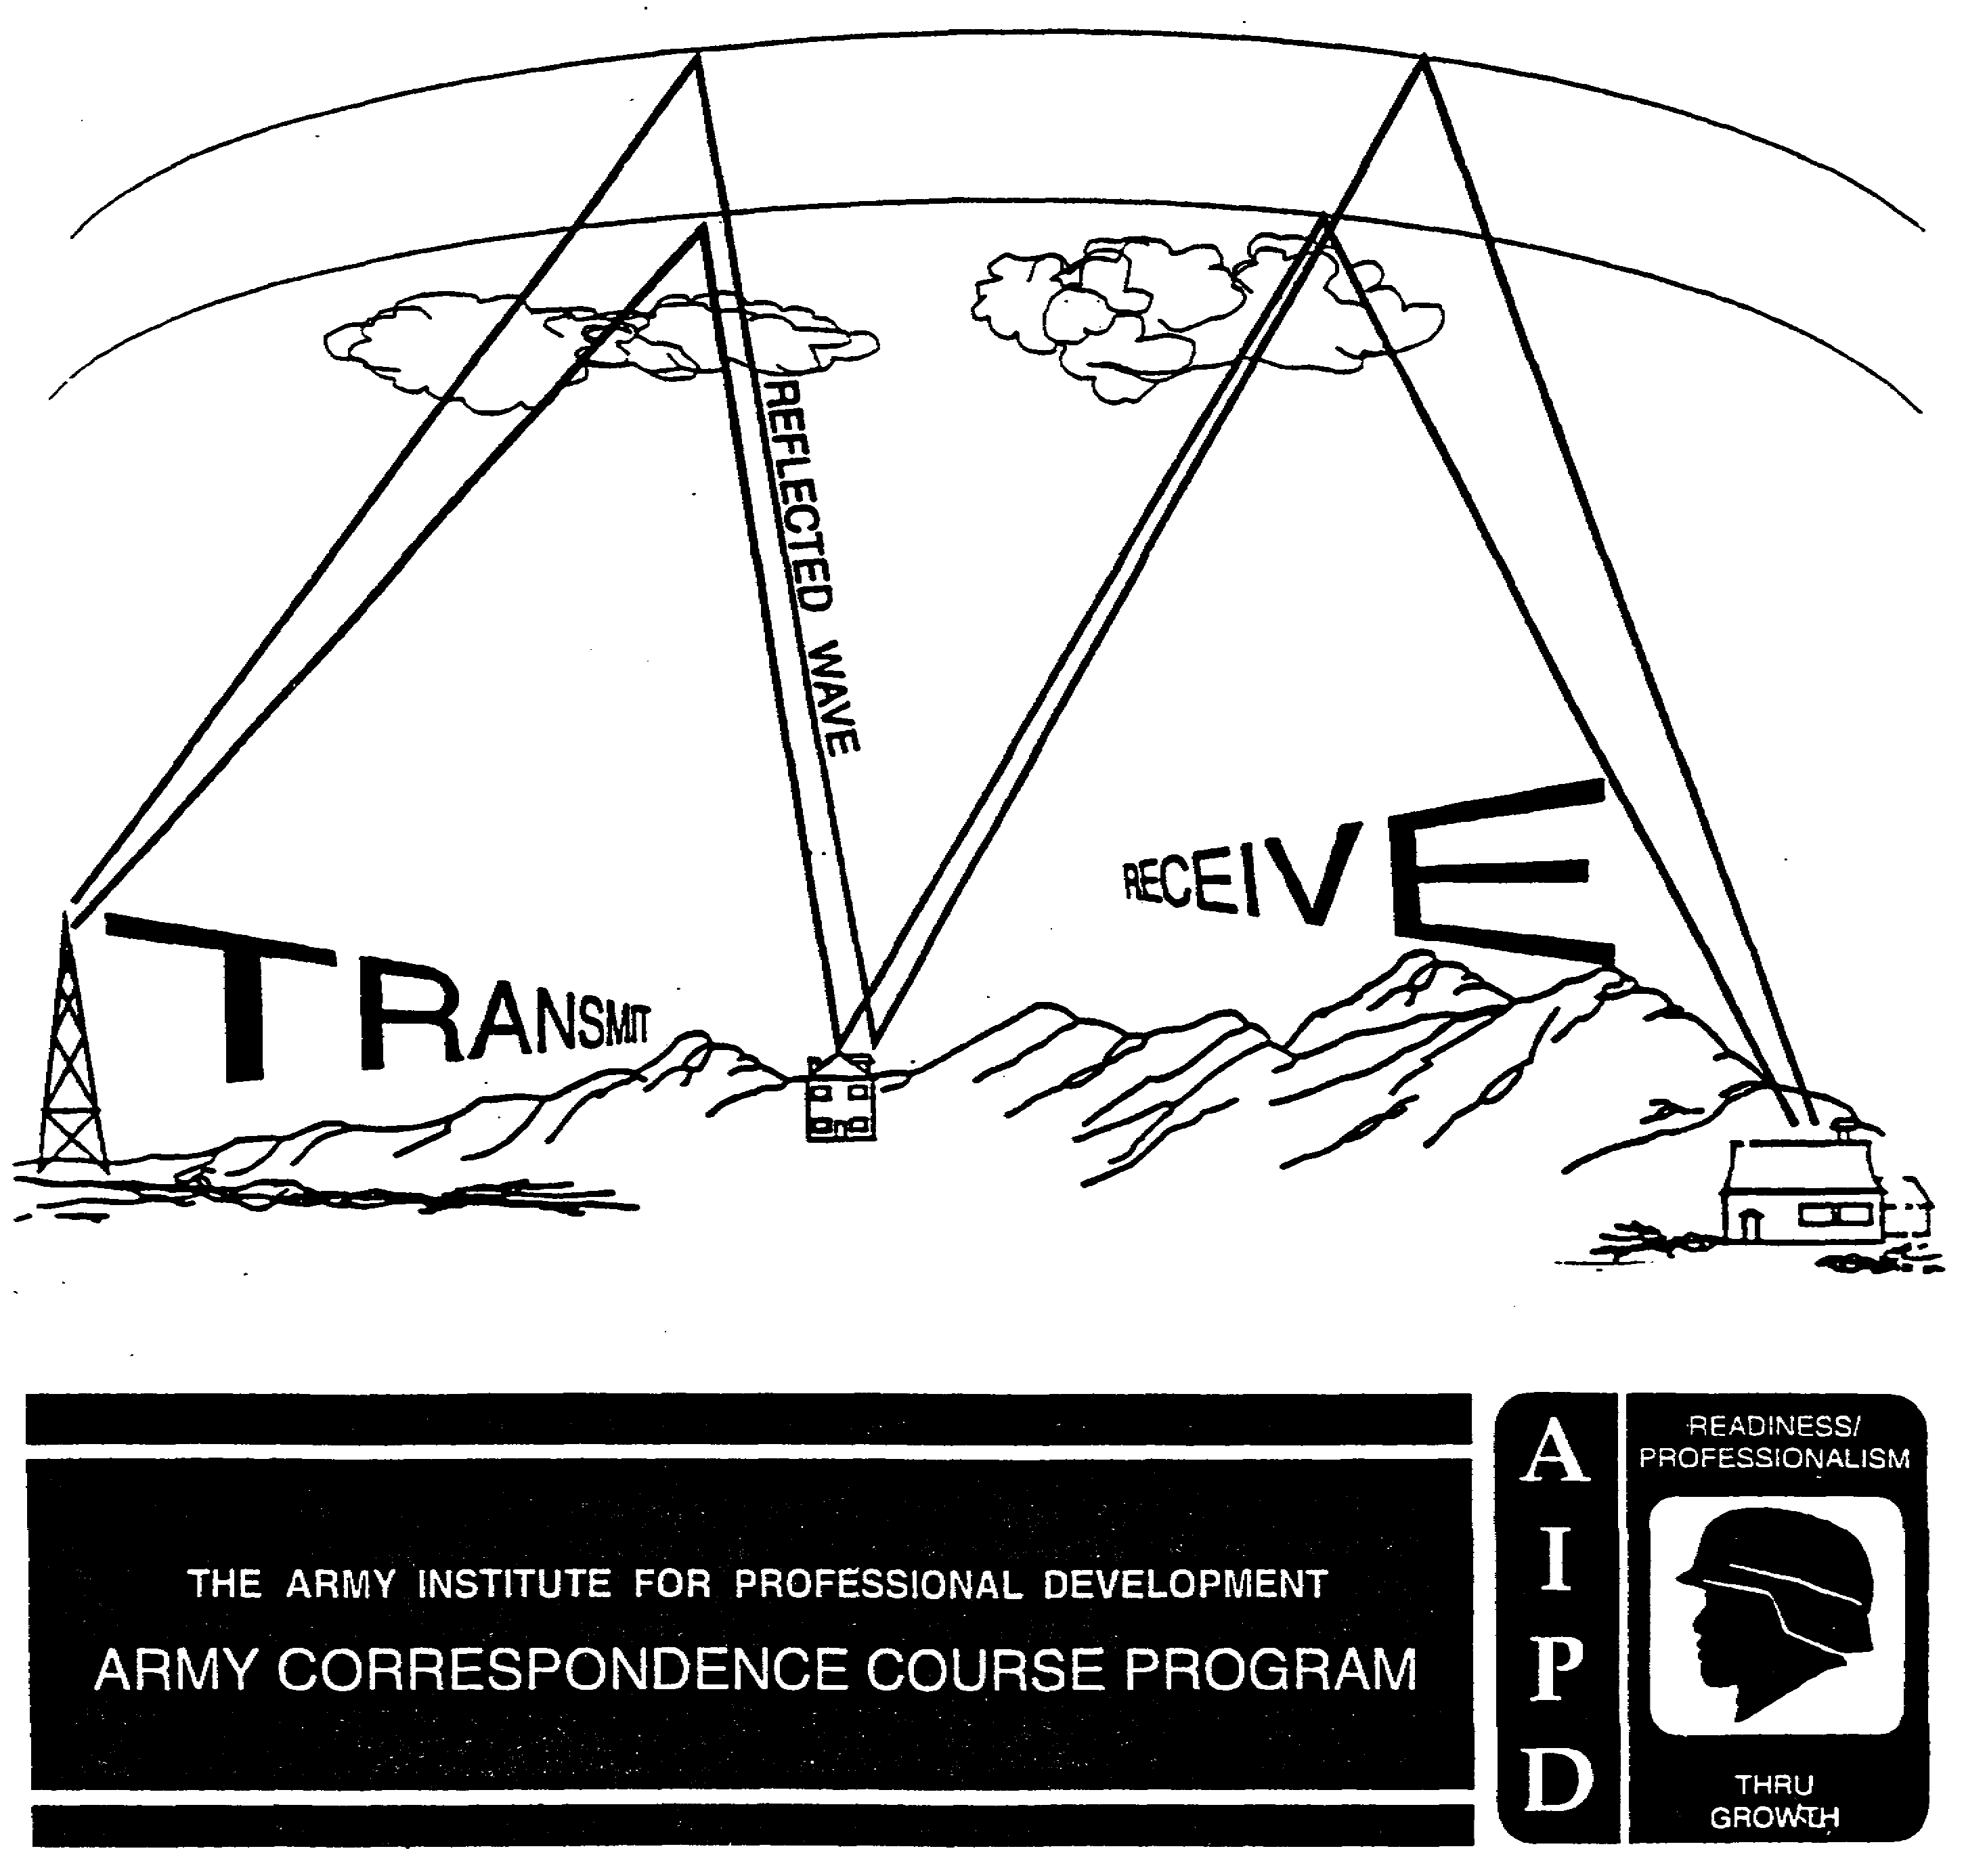 REFLECTED WAVE
TRANSMIT
RECEIVE
THE ARMY INSTITUTE FOR PROFESSIONAL DEVELOPMENT
ARMY CORRESPONDENCE COURSE PROGRAM
A
I
P
D
READINESS/
PROFESSIONALISM
THRU
GROWTH